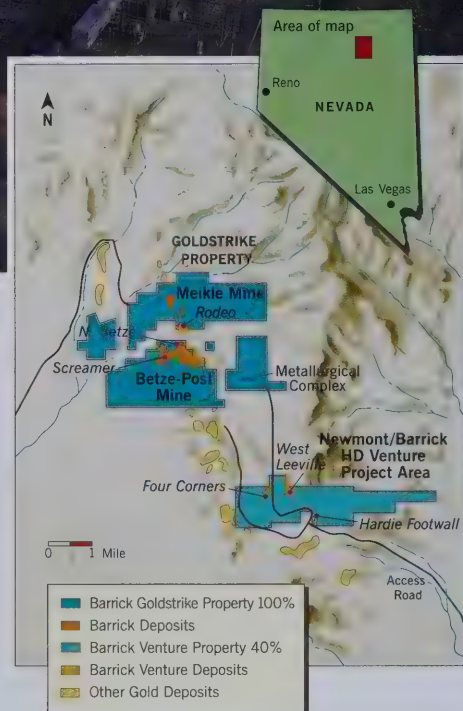 Area of map
Reno
NEVADA
Las Vegas
N
GOLDSTRIKE
PROPERTY
Meikle Mine
Rodeo
Screamer
Betze-Post
Mine
Metallurgical
Complex
Newmont/Barrick
HD Venture
Project Area
West
Leeville
Four Corners
Hardie Footwall
0 1 Mile
Access
Road
Barrick Goldstrike Property 100%
Barrick Deposits
Barrick Venture Property 40%
Barrick Venture Deposits
Other Gold Deposits